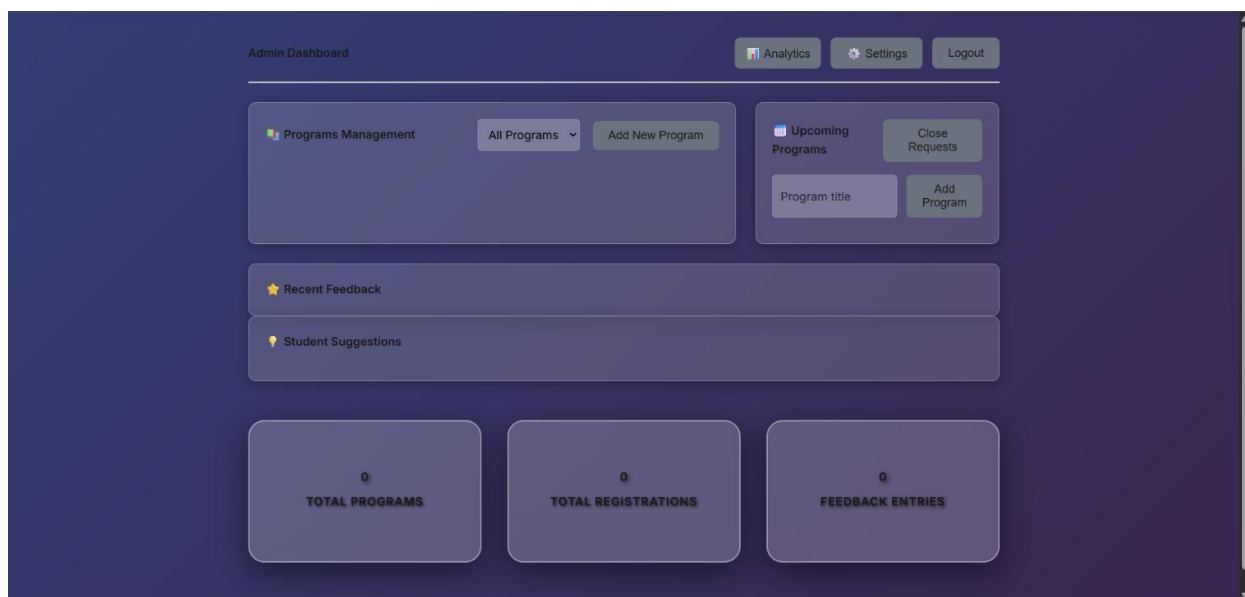 Admin Dashboard
📊 Analytics
⚙️ Settings
Logout
📚 Programs Management
All Programs
Add New Program
🗓️ Upcoming
Programs
Close
Requests
Program title
Add
Program
⭐ Recent Feedback
💡 Student Suggestions
0
TOTAL PROGRAMS
0
TOTAL REGISTRATIONS
0
FEEDBACK ENTRIES